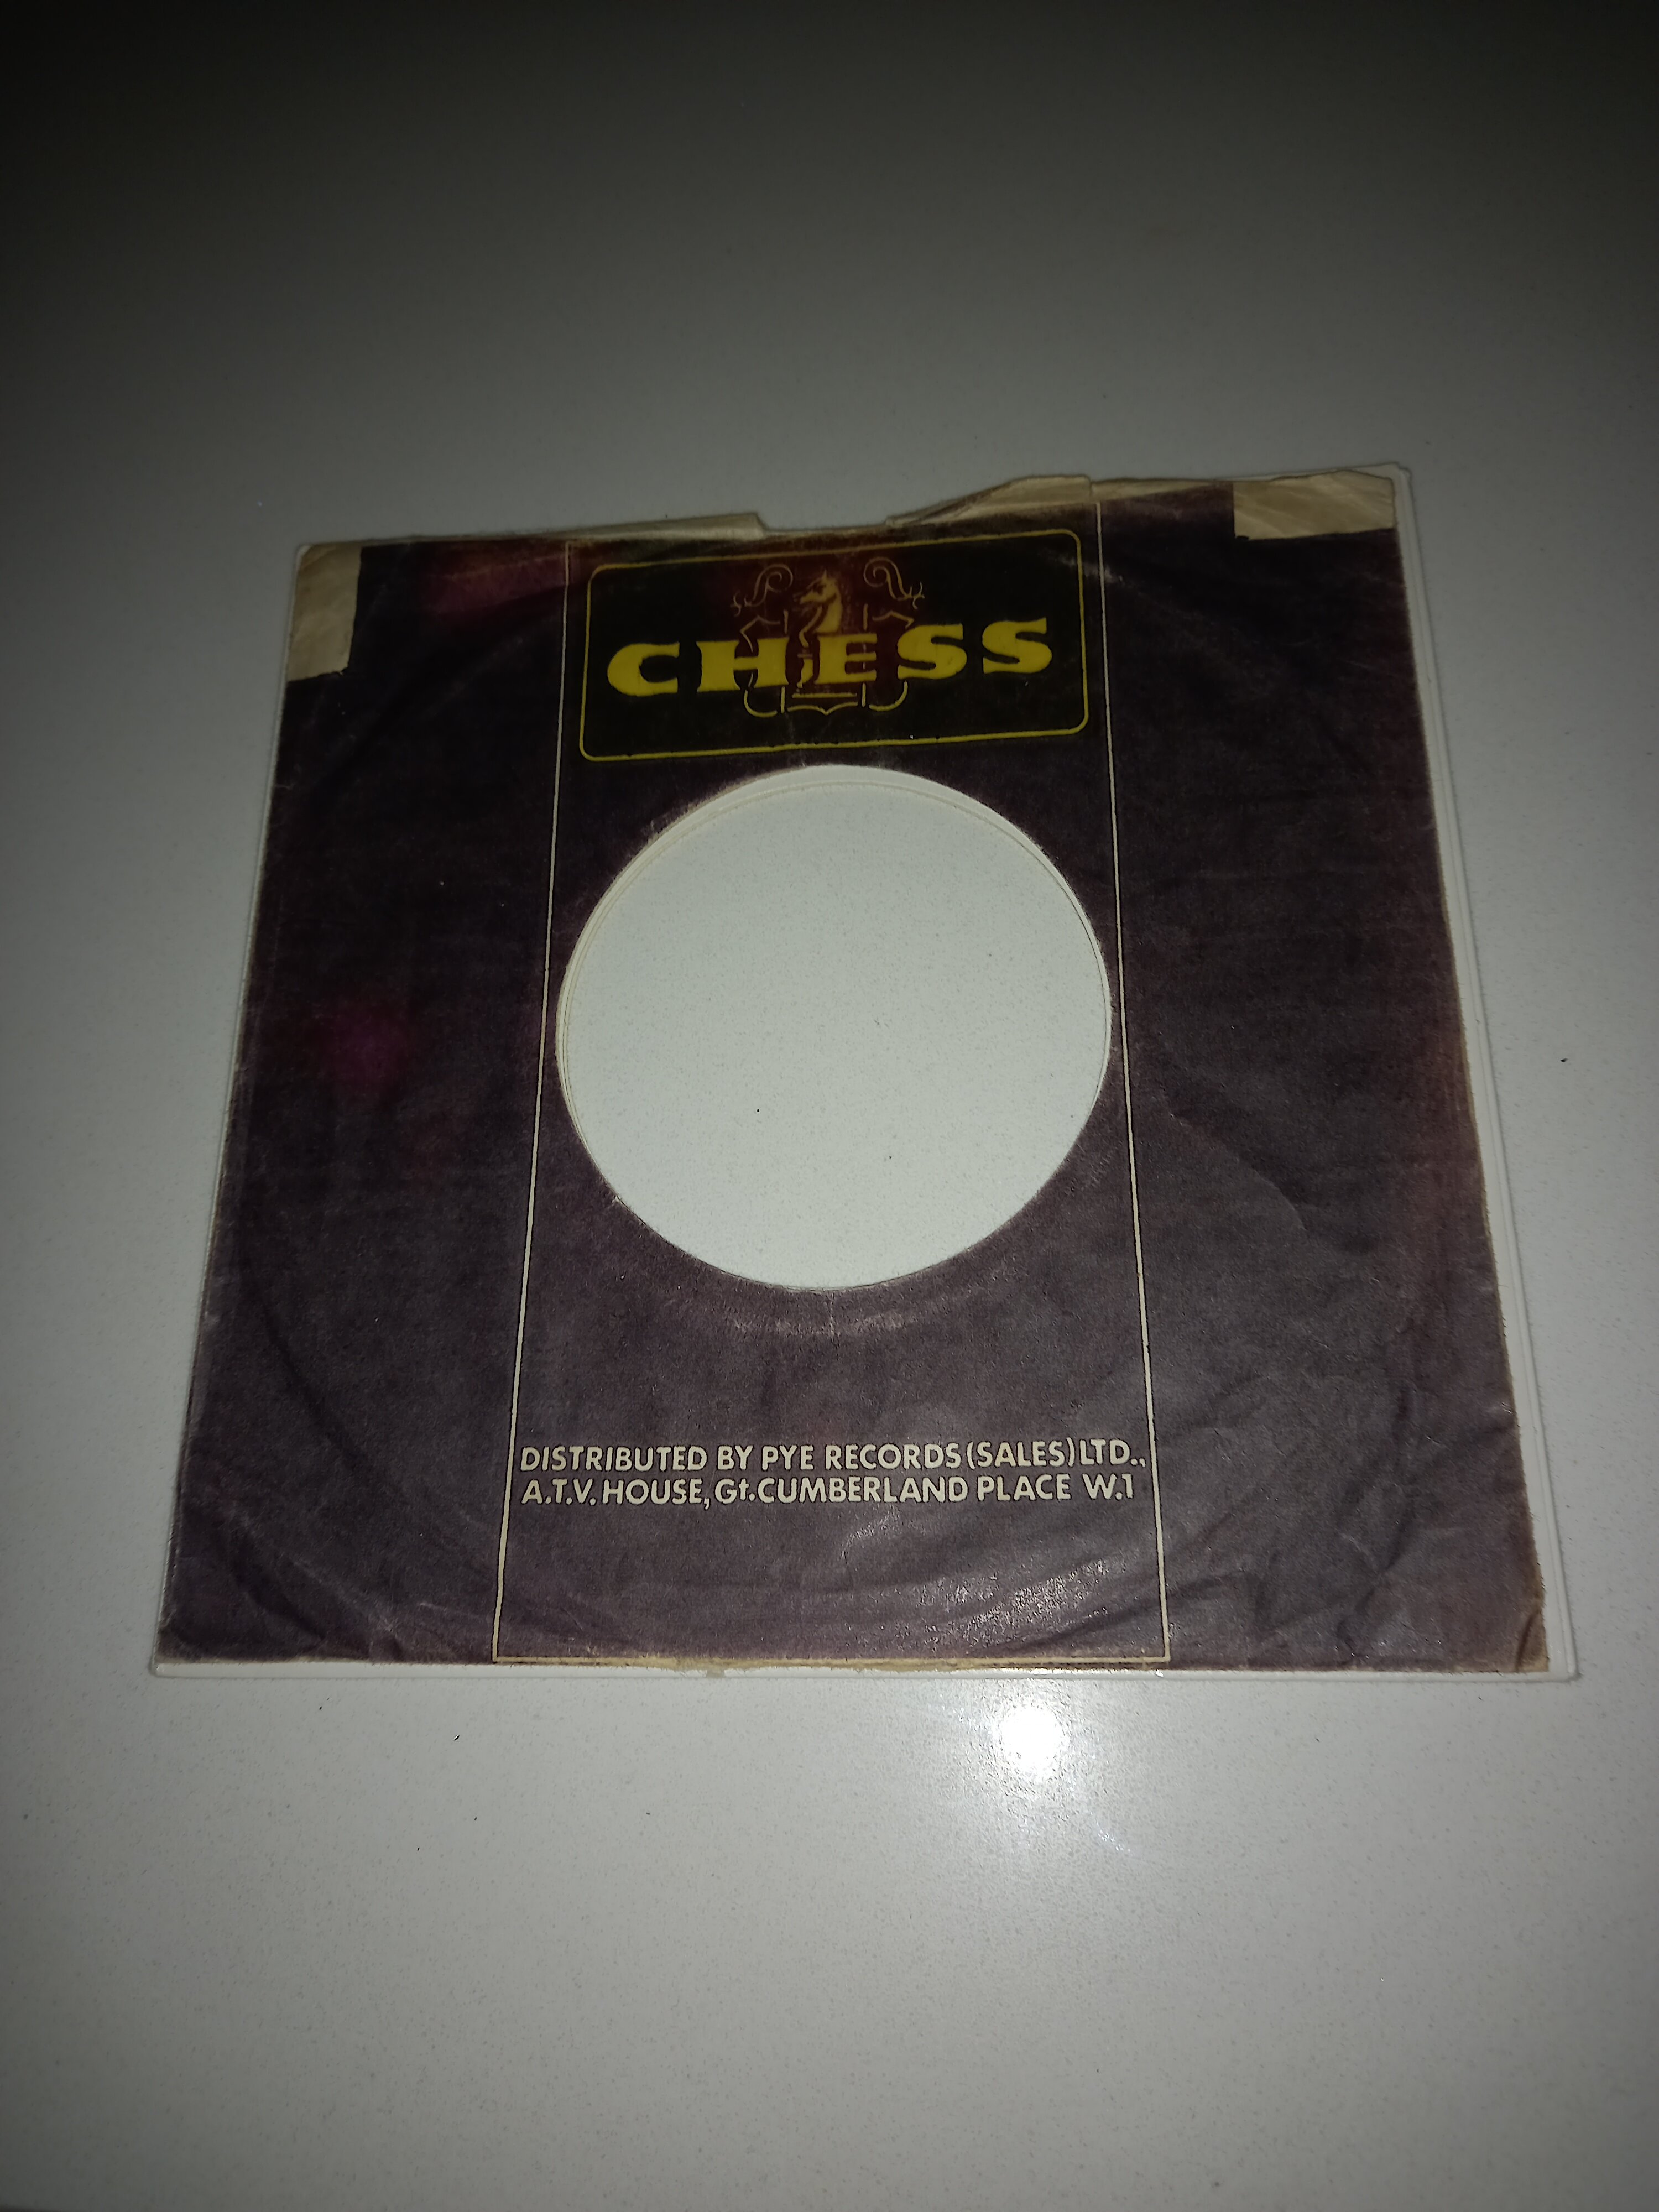 CHESS
DISTRIBUTED BY PYE RECORDS (SALES) LTD.,
A.T.V. HOUSE, Gt. CUMBERLAND PLACE W.1